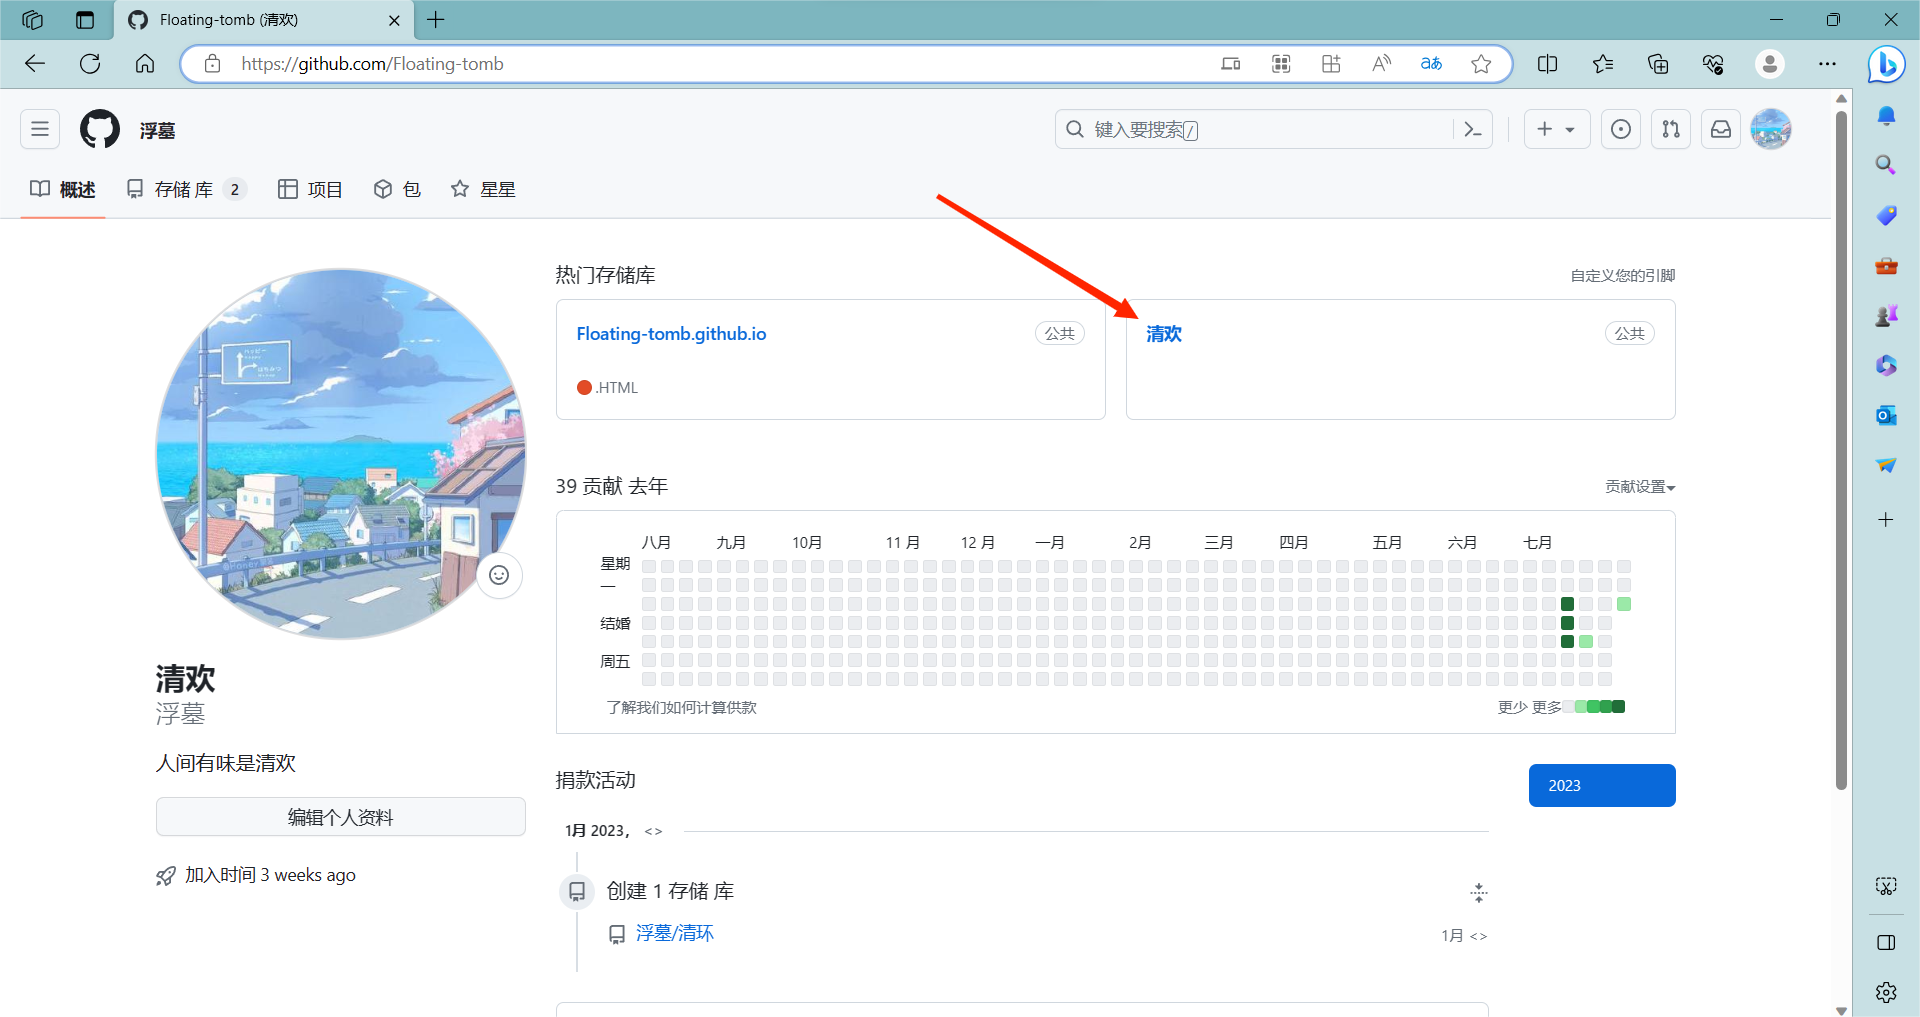 Floating-tomb (清欢)
https://github.com/Floating-tomb
浮墓
键入要搜索/
概述
存储 库 2
项目
包
星星
热门存储库
自定义您的引脚
Floating-tomb.github.io
公共
.HTML
清欢
公共
39 贡献 去年
贡献设置
八月 九月 10月 11 月 12 月 一月 2月 三月 四月 五月 六月 七月
星期一
结婚
周五
了解我们如何计算供款
更少 更多
清欢
浮墓
人间有味是清欢
编辑个人资料
加入时间 3 weeks ago
捐款活动
2023
1月 2023， <>
创建 1 存储 库
浮墓/清环
1月 <>